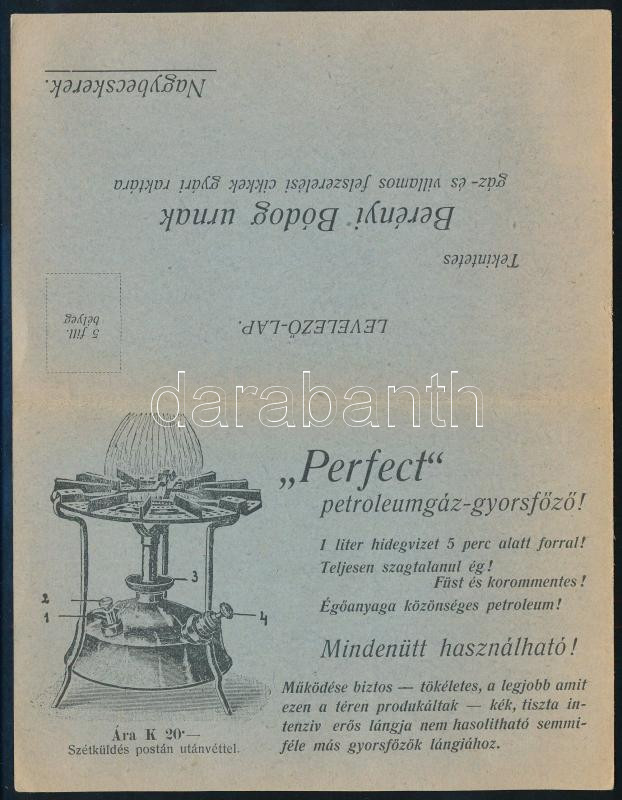 LEVELEZŐ-LAP.
5 fill.
bélyeg
Tekintetes
Berényi Bódog urnak
gáz- és villamos felszerelési cikkek gyári raktára
Nagybecskerek.
darabanth
„Perfect“
petroleumgáz-gyorsfőző!
1 liter hidegvizet 5 perc alatt forral!
Teljesen szagtalanul ég!
Füst és korommentes!
Égőanyaga közönséges petroleum!
Mindenütt használható!
Működése biztos — tökéletes, a legjobb amit
ezen a téren produkáltak — kék, tiszta in-
tenziv erős lángja nem hasolitható semmi-
féle más gyorsfőzők lángjához.
1
2
3
4
Ára K 20·—
Szétküldés postán utánvéttel.